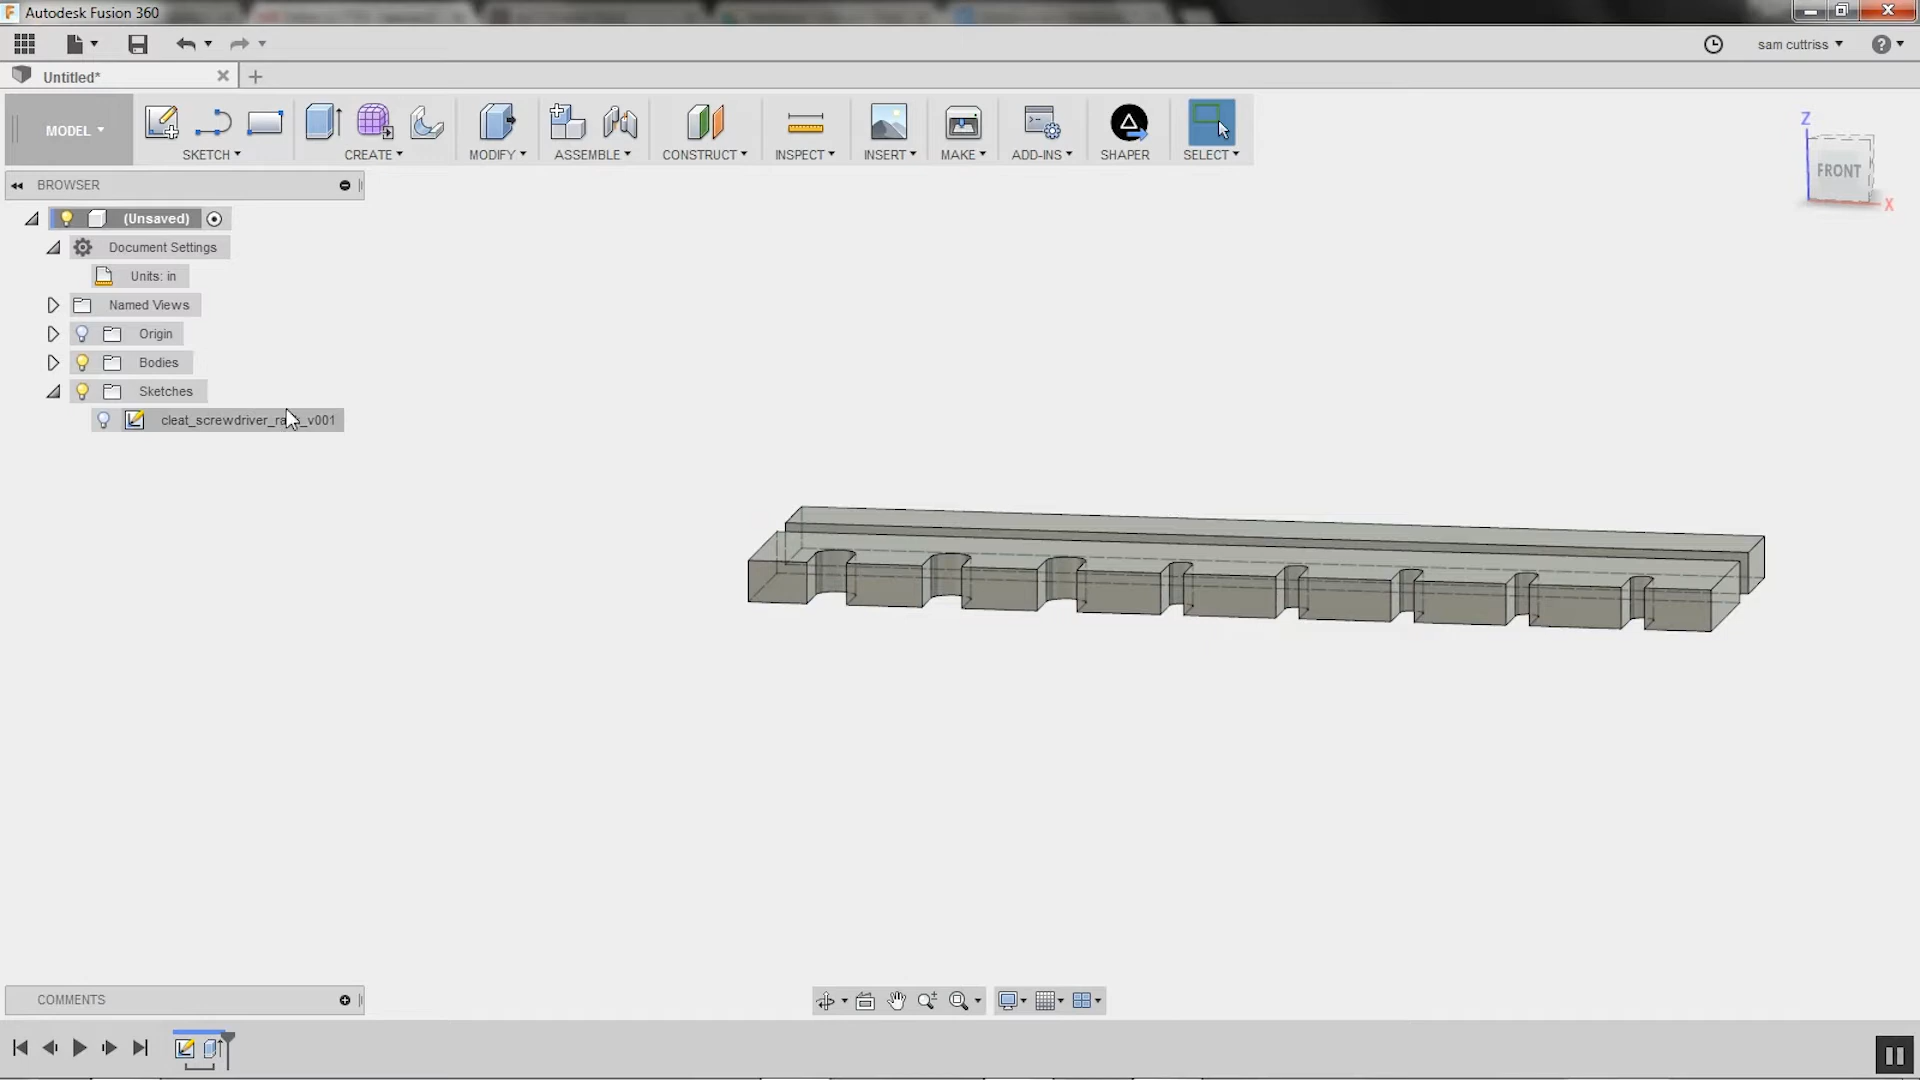 Autodesk Fusion 360
sam cuttriss
Untitled*
MODEL
SKETCH
CREATE
MODIFY
ASSEMBLE
CONSTRUCT
INSPECT
INSERT
MAKE
ADD-INS
SHAPER
SELECT
BROWSER
(Unsaved)
Document Settings
Units: in
Named Views
Origin
Bodies
Sketches
Z
FRONT
X
COMMENTS